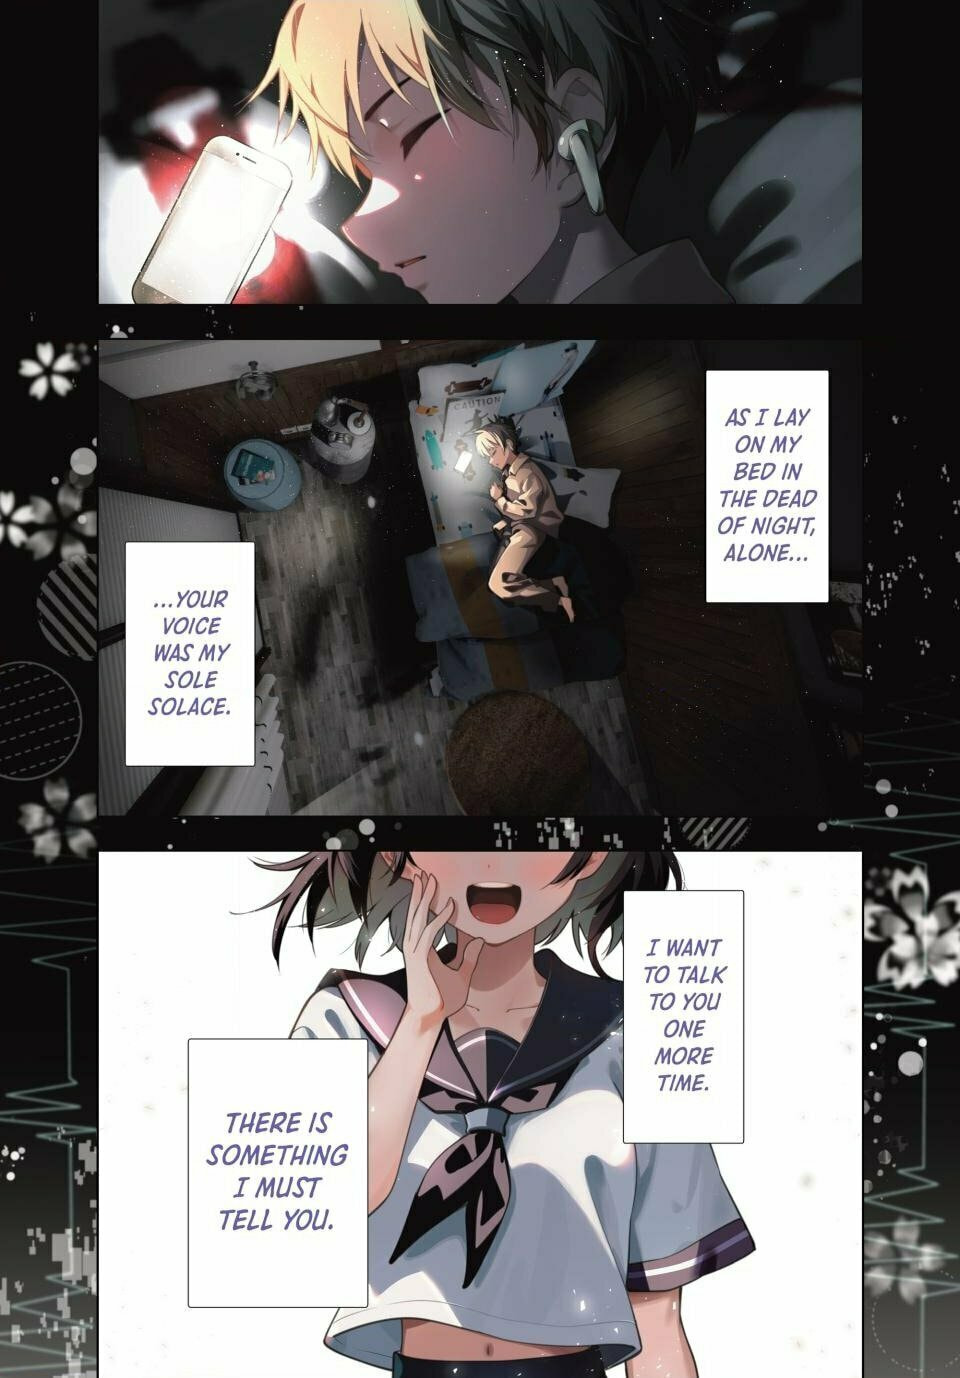 CAUTION
AS I LAY
ON MY
BED IN
THE DEAD
OF NIGHT,
ALONE...
...YOUR
VOICE
WAS MY
SOLE
SOLACE.
I WANT
TO TALK
TO YOU
ONE
MORE
TIME.
THERE IS
SOMETHING
I MUST
TELL YOU.